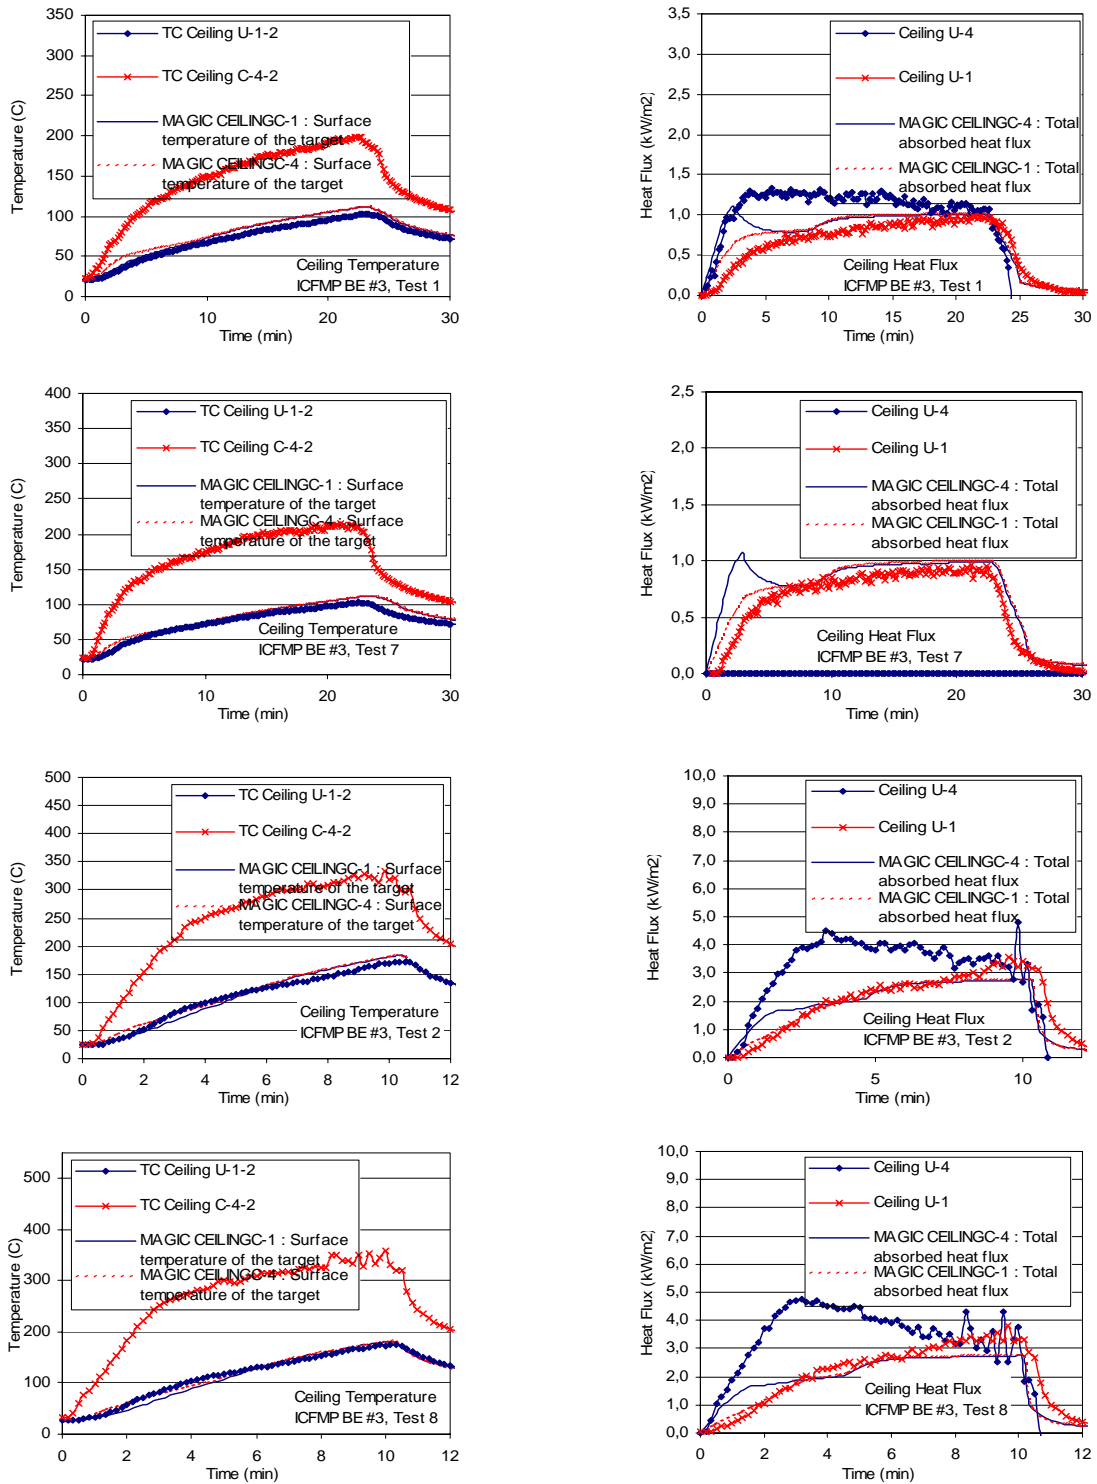 350
300
250
200
150
100
50
0
Temperature (C)
TC Ceiling U-1-2
TC Ceiling C-4-2
MAGIC CEILINGC-1 : Surface
temperature of the target
MAGIC CEILINGC-4 : Surface
temperature of the target
Ceiling Temperature
ICFMP BE #3, Test 1
0 10 20 30
Time (min)
3,5
3,0
2,5
2,0
1,5
1,0
0,5
0,0
Heat Flux (kW/m2)
Ceiling U-4
Ceiling U-1
MAGIC CEILINGC-4 : Total
absorbed heat flux
MAGIC CEILINGC-1 : Total
absorbed heat flux
Ceiling Heat Flux
ICFMP BE #3, Test 1
0 5 10 15 20 25 30
Time (min)
400
350
300
250
200
150
100
50
0
Temperature (C)
TC Ceiling U-1-2
TC Ceiling C-4-2
MAGIC CEILINGC-1 : Surface
temperature of the target
MAGIC CEILINGC-4 : Surface
temperature of the target
Ceiling Temperature
ICFMP BE #3, Test 7
0 10 20 30
Time (min)
2,5
2,0
1,5
1,0
0,5
0,0
Heat Flux (kW/m2)
Ceiling U-4
Ceiling U-1
MAGIC CEILINGC-4 : Total
absorbed heat flux
MAGIC CEILINGC-1 : Total
absorbed heat flux
Ceiling Heat Flux
ICFMP BE #3, Test 7
0 10 20 30
Time (min)
500
450
400
350
300
250
200
150
100
50
0
Temperature (C)
TC Ceiling U-1-2
TC Ceiling C-4-2
MAGIC CEILINGC-1 : Surface
temperature of the target
MAGIC CEILINGC-4 : Surface
temperature of the target
Ceiling Temperature
ICFMP BE #3, Test 2
0 2 4 6 8 10 12
Time (min)
10,0
9,0
8,0
7,0
6,0
5,0
4,0
3,0
2,0
1,0
0,0
Heat Flux (kW/m2)
Ceiling U-4
Ceiling U-1
MAGIC CEILINGC-4 : Total
absorbed heat flux
MAGIC CEILINGC-1 : Total
absorbed heat flux
Ceiling Heat Flux
ICFMP BE #3, Test 2
0 5 10
Time (min)
500
400
300
200
100
0
Temperature (C)
TC Ceiling U-1-2
TC Ceiling C-4-2
MAGIC CEILINGC-1 : Surface
temperature of the target
MAGIC CEILINGC-4 : Surface
temperature of the target
Ceiling Temperature
ICFMP BE #3, Test 8
0 2 4 6 8 10 12
Time (min)
10,0
9,0
8,0
7,0
6,0
5,0
4,0
3,0
2,0
1,0
0,0
Heat Flux (kW/m2)
Ceiling U-4
Ceiling U-1
MAGIC CEILINGC-4 : Total
absorbed heat flux
MAGIC CEILINGC-1 : Total
absorbed heat flux
Ceiling Heat Flux
ICFMP BE #3, Test 8
0 2 4 6 8 10 12
Time (min)